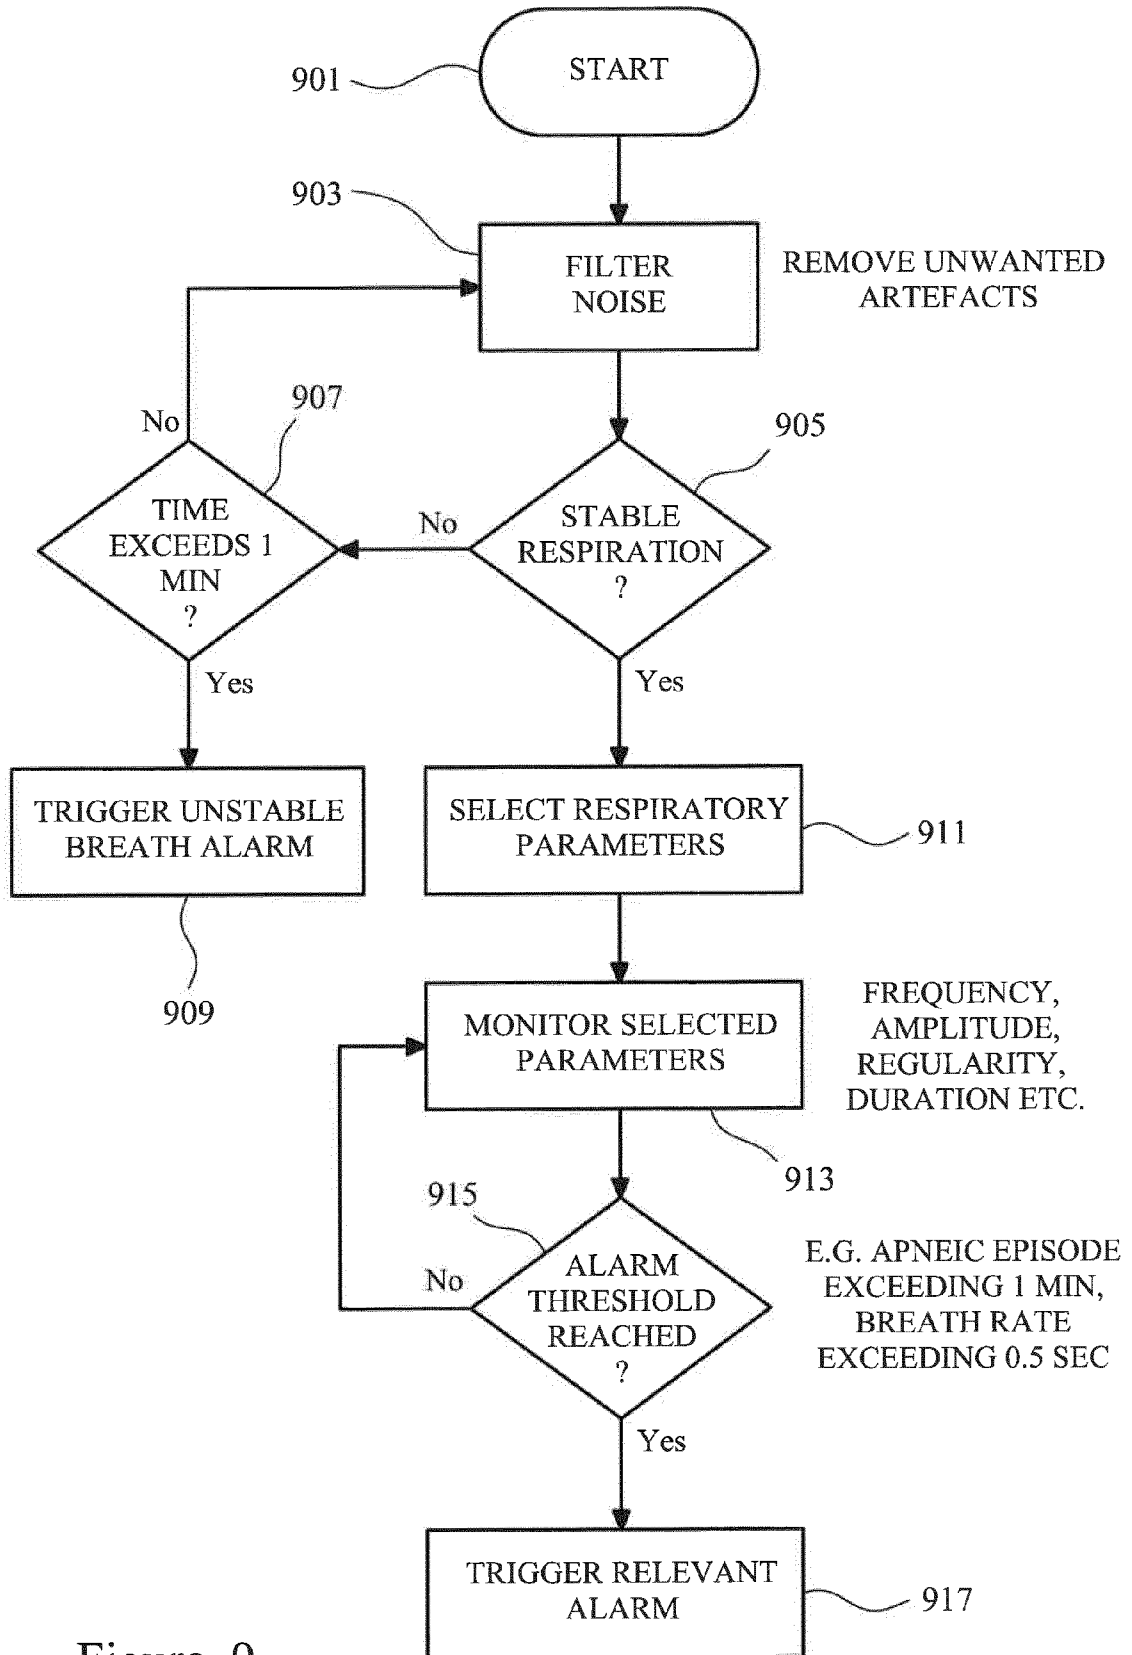 901
START
903
FILTER
NOISE
REMOVE UNWANTED
ARTEFACTS
No
907
905
TIME
EXCEEDS 1
MIN
?
No
STABLE
RESPIRATION
?
Yes
Yes
TRIGGER UNSTABLE
BREATH ALARM
SELECT RESPIRATORY
PARAMETERS
911
909
MONITOR SELECTED
PARAMETERS
FREQUENCY,
AMPLITUDE,
REGULARITY,
DURATION ETC.
913
915
No
ALARM
THRESHOLD
REACHED
?
E.G. APNEIC EPISODE
EXCEEDING 1 MIN,
BREATH RATE
EXCEEDING 0.5 SEC
Yes
TRIGGER RELEVANT
ALARM
917
Figure 9